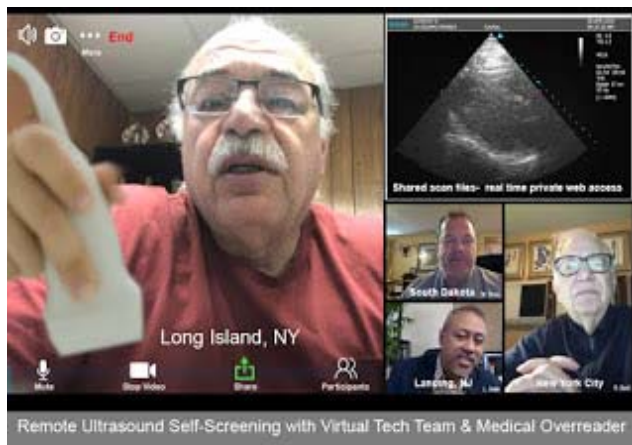 End
More
Shared scan files- real time private web access
South Dakota
Long Island, NY
Lansing, NJ
New York City
Mute
Stop Video
Share
Participants
Remote Ultrasound Self-Screening with Virtual Tech Team & Medical Overreader